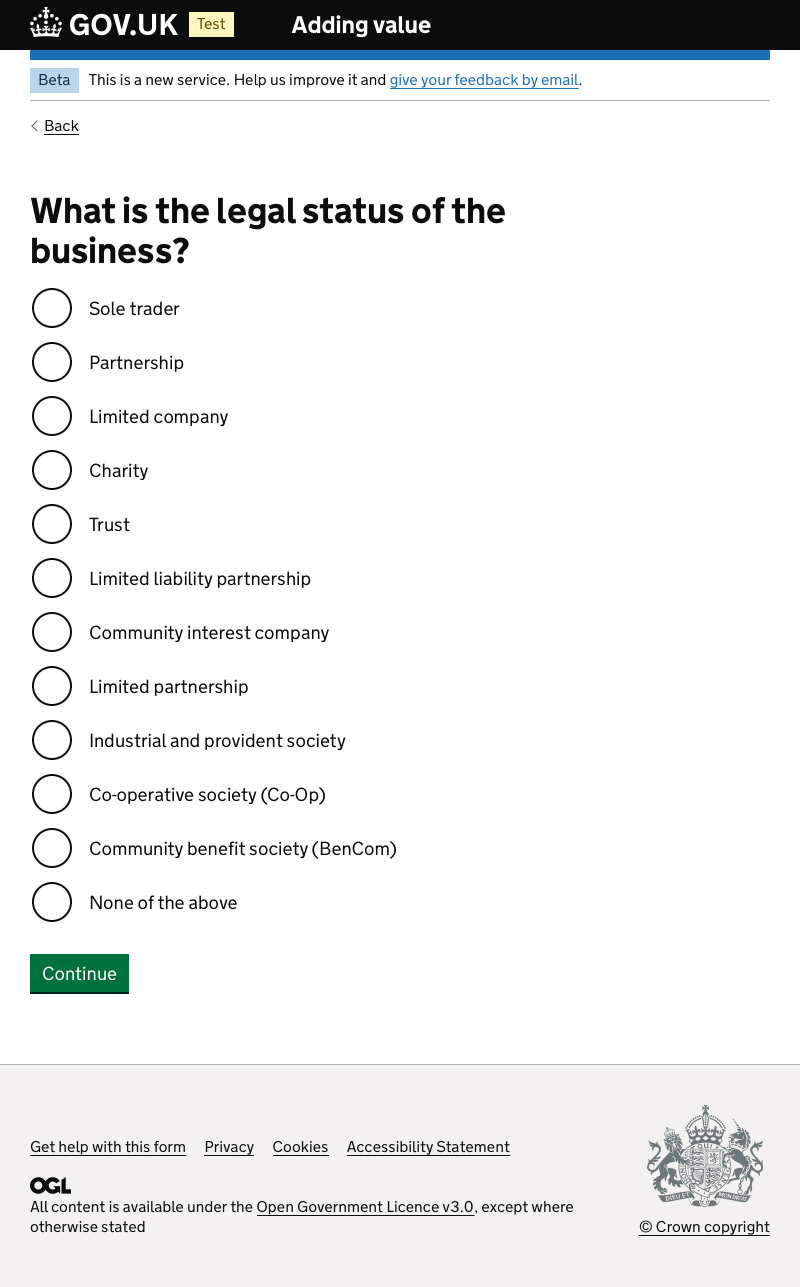 GOV.UK Test Adding value
Beta This is a new service. Help us improve it and give your feedback by email.
Back
What is the legal status of the
business?
Sole trader
Partnership
Limited company
Charity
Trust
Limited liability partnership
Community interest company
Limited partnership
Industrial and provident society
Co-operative society (Co-Op)
Community benefit society (BenCom)
None of the above
Continue
Get help with this form Privacy Cookies Accessibility Statement
OGL
All content is available under the Open Government Licence v3.0, except where
otherwise stated
DIEU ET MON DROIT
© Crown copyright